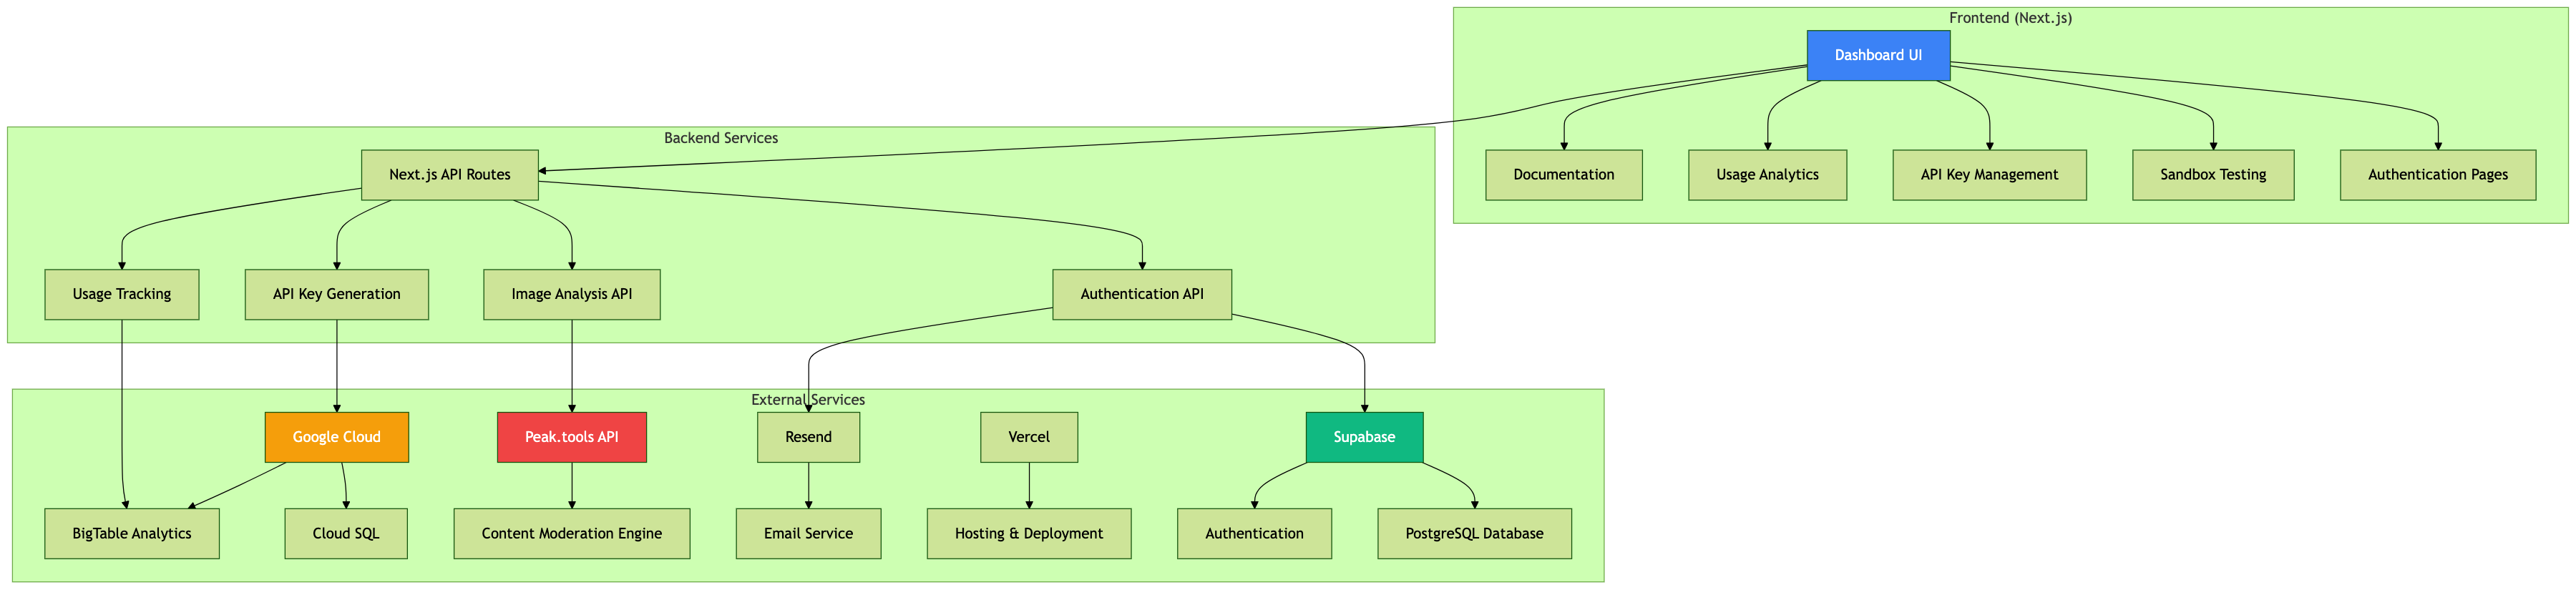 Frontend (Next.js)
Dashboard UI
Documentation
Usage Analytics
API Key Management
Sandbox Testing
Authentication Pages
Backend Services
Next.js API Routes
Usage Tracking
API Key Generation
Image Analysis API
Authentication API
External Services
Google Cloud
Peak.tools API
Resend
Vercel
Supabase
BigTable Analytics
Cloud SQL
Content Moderation Engine
Email Service
Hosting & Deployment
Authentication
PostgreSQL Database